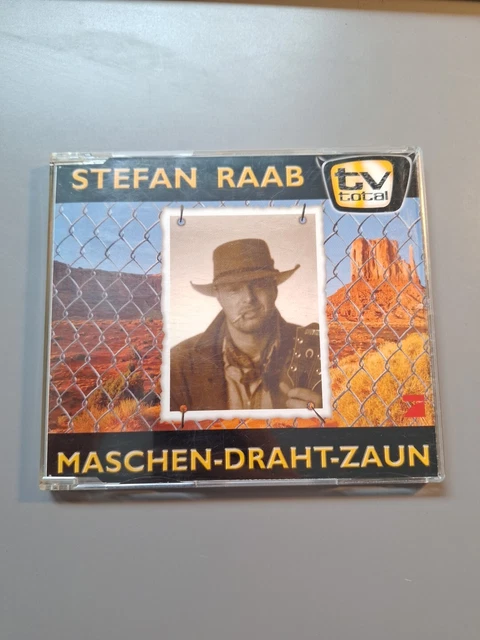 STEFAN RAAB
tv
total
MASCHEN-DRAHT-ZAUN